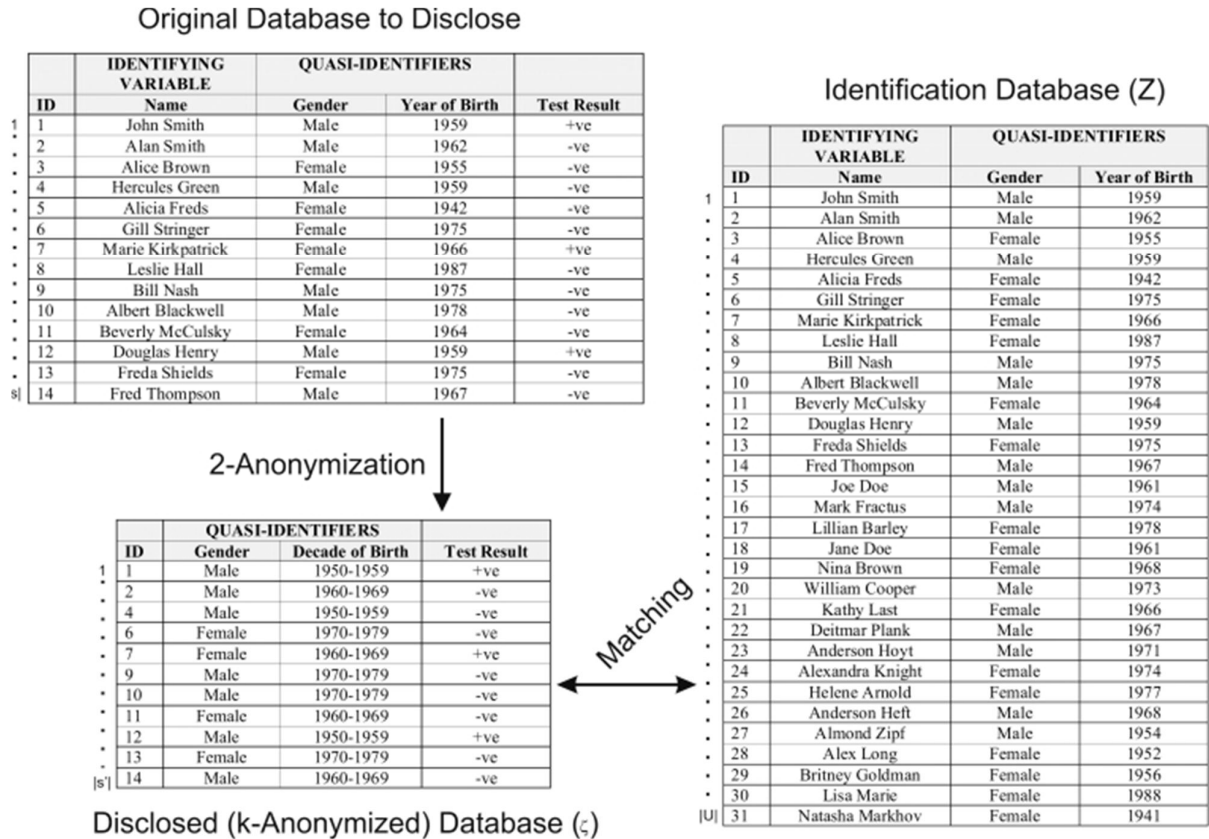 Original Database to Disclose
IDENTIFYING VARIABLE QUASI-IDENTIFIERS
ID Name Gender Year of Birth Test Result
1 1 John Smith Male 1959 +ve
2 Alan Smith Male 1962 -ve
3 Alice Brown Female 1955 -ve
4 Hercules Green Male 1959 -ve
5 Alicia Freds Female 1942 -ve
6 Gill Stringer Female 1975 -ve
7 Marie Kirkpatrick Female 1966 +ve
8 Leslie Hall Female 1987 -ve
9 Bill Nash Male 1975 -ve
10 Albert Blackwell Male 1978 -ve
11 Beverly McCulsky Female 1964 -ve
12 Douglas Henry Male 1959 +ve
13 Freda Shields Female 1975 -ve
s| 14 Fred Thompson Male 1967 -ve
2-Anonymization
QUASI-IDENTIFIERS
ID Gender Decade of Birth Test Result
1 1 Male 1950-1959 +ve
2 Male 1960-1969 -ve
4 Male 1950-1959 -ve
6 Female 1970-1979 -ve
7 Female 1960-1969 +ve
9 Male 1970-1979 -ve
10 Male 1970-1979 -ve
11 Female 1960-1969 -ve
12 Male 1950-1959 +ve
13 Female 1970-1979 -ve
|s'| 14 Male 1960-1969 -ve
Disclosed (k-Anonymized) Database (ζ)
Matching
Identification Database (Z)
IDENTIFYING VARIABLE QUASI-IDENTIFIERS
ID Name Gender Year of Birth
1 1 John Smith Male 1959
2 Alan Smith Male 1962
3 Alice Brown Female 1955
4 Hercules Green Male 1959
5 Alicia Freds Female 1942
6 Gill Stringer Female 1975
7 Marie Kirkpatrick Female 1966
8 Leslie Hall Female 1987
9 Bill Nash Male 1975
10 Albert Blackwell Male 1978
11 Beverly McCulsky Female 1964
12 Douglas Henry Male 1959
13 Freda Shields Female 1975
14 Fred Thompson Male 1967
15 Joe Doe Male 1961
16 Mark Fractus Male 1974
17 Lillian Barley Female 1978
18 Jane Doe Female 1961
19 Nina Brown Female 1968
20 William Cooper Male 1973
21 Kathy Last Female 1966
22 Deitmar Plank Male 1967
23 Anderson Hoyt Male 1971
24 Alexandra Knight Female 1974
25 Helene Arnold Female 1977
26 Anderson Heft Male 1968
27 Almond Zipf Male 1954
28 Alex Long Female 1952
29 Britney Goldman Female 1956
30 Lisa Marie Female 1988
|U| 31 Natasha Markhov Female 1941